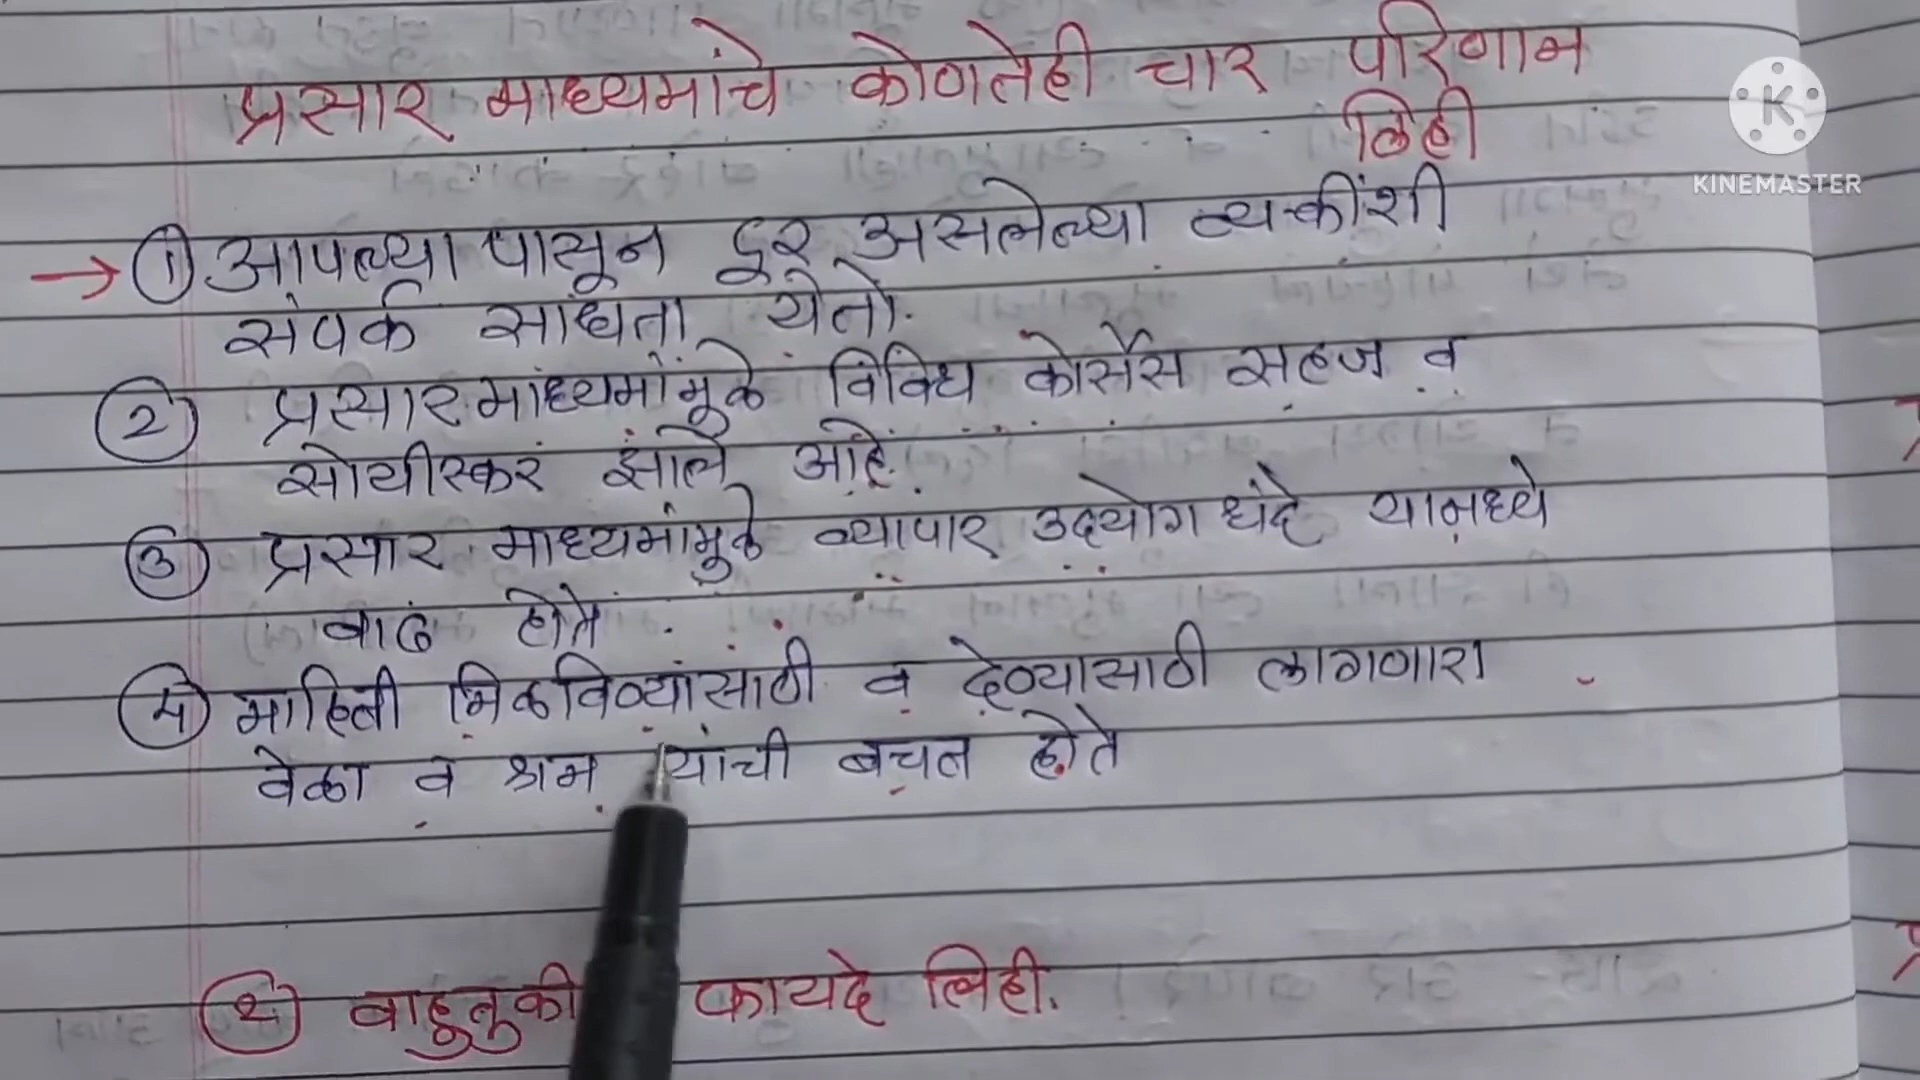 प्रसार माध्यमांचे कोणतेही चार परिणाम
लिही
→ ① आपल्या पासून दूर असलेल्या व्यक्तींशी
संपर्क साधता येतो.
② प्रसार माध्यमांमुळे विविध कोर्सेस सहज व
सोयीस्कर झाले आहे.
③ प्रसार माध्यमांमुळे व्यापार उद्योग धंदे यामध्ये
वाढ होते
④ माहिती मिळविण्यांसाठी व देण्यासाठी लागणारा
वेळा व श्रम यांची बचत होते
② वाहुतुकी फायदे लिही.
KINEMASTER